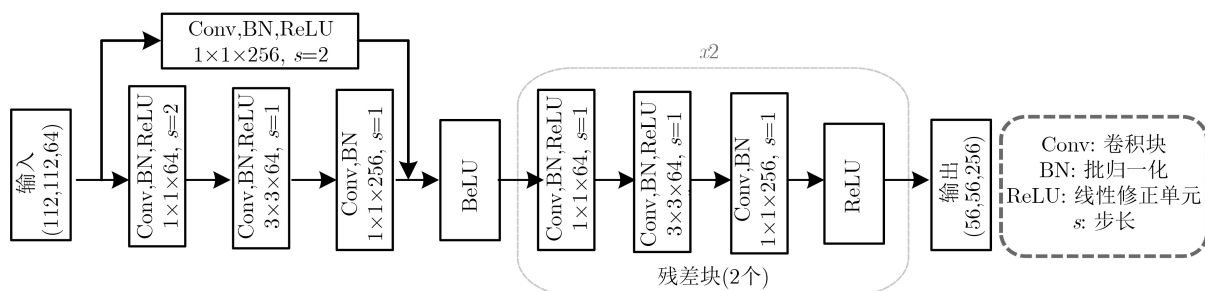 Conv,BN,ReLU
1×1×256, s=2
x2
输入
(112,112,64)
Conv,BN,ReLU
1×1×64, s=2
Conv,BN,ReLU
3×3×64, s=1
Conv,BN
1×1×256, s=1
BeLU
Conv,BN,ReLU
1×1×64, s=1
Conv,BN,ReLU
3×3×64, s=1
Conv,BN
1×1×256, s=1
ReLU
残差块(2个)
输出
(56,56,256)
Conv: 卷积块
BN: 批归一化
ReLU: 线性修正单元
s: 步长